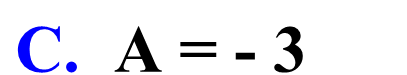 C. A = - 3